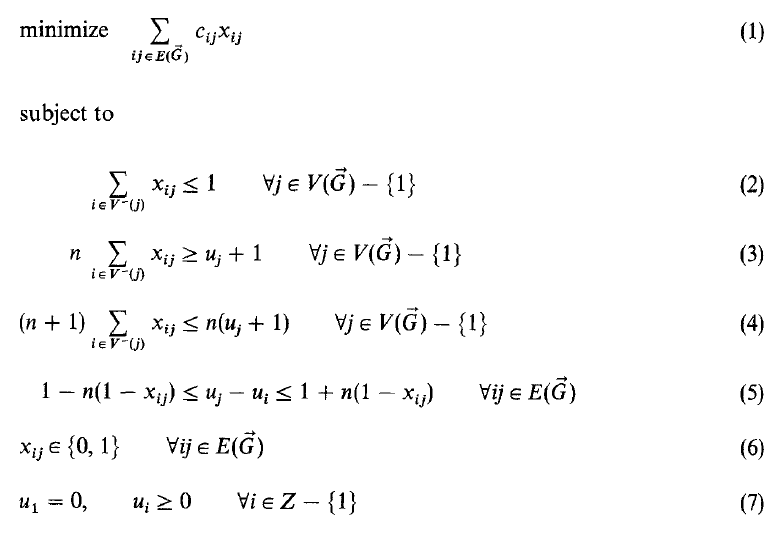 minimize ∑_{ij∈E(G⃗)} c_{ij}x_{ij} (1)
subject to
∑_{i∈V⁻(j)} x_{ij} ≤ 1 ∀j ∈ V(G⃗) − {1} (2)
n ∑_{i∈V⁻(j)} x_{ij} ≥ u_j + 1 ∀j ∈ V(G⃗) − {1} (3)
(n + 1) ∑_{i∈V⁻(j)} x_{ij} ≤ n(u_j + 1) ∀j ∈ V(G⃗) − {1} (4)
1 − n(1 − x_{ij}) ≤ u_j − u_i ≤ 1 + n(1 − x_{ij}) ∀ij ∈ E(G⃗) (5)
x_{ij} ∈ {0, 1} ∀ij ∈ E(G⃗) (6)
u_1 = 0, u_i ≥ 0 ∀i ∈ Z − {1} (7)